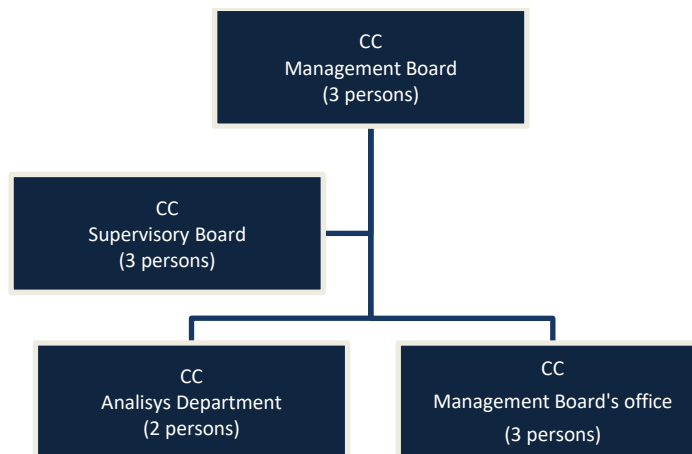 CC
Management Board
(3 persons)
CC
Supervisory Board
(3 persons)
CC
Analisys Department
(2 persons)
CC
Management Board's office
(3 persons)